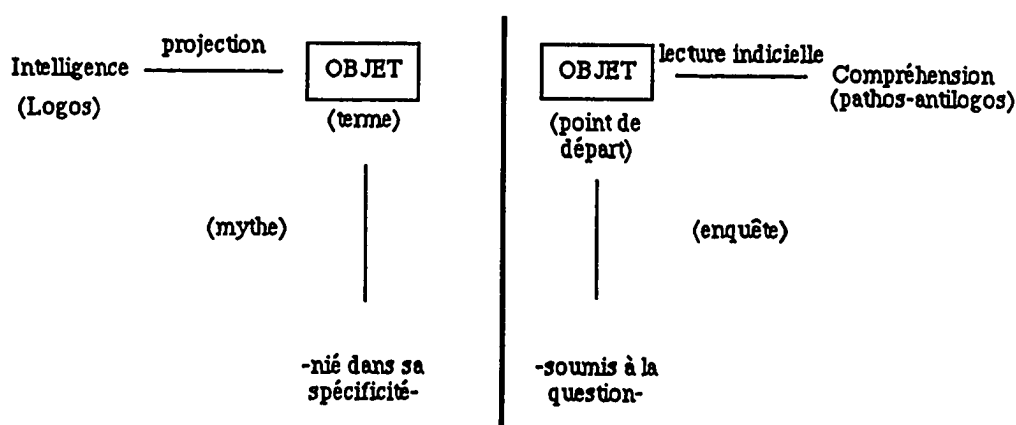 projection
Intelligence
(Logos)
OBJET
(terme)
(mythe)
-nié dans sa
spécificité-
OBJET
(point de
départ)
lecture indicielle
Compréhension
(pathos-antilogos)
(enquête)
-soumis à la
question-